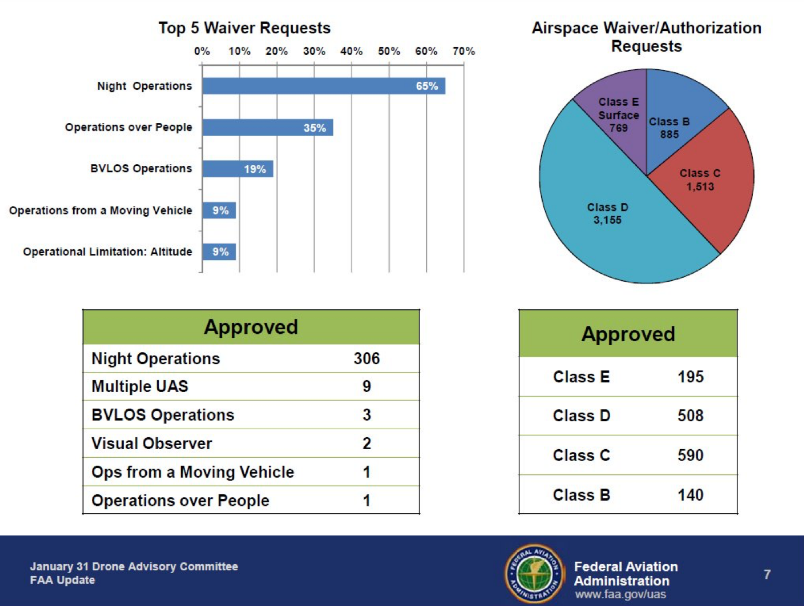 Top 5 Waiver Requests
0% 10% 20% 30% 40% 50% 60% 70%
Night Operations 65%
Operations over People 35%
BVLOS Operations 19%
Operations from a Moving Vehicle 9%
Operational Limitation: Altitude 9%
Airspace Waiver/Authorization
Requests
Class E
Surface
769
Class B
885
Class C
1,513
Class D
3,155
Approved
Night Operations 306
Multiple UAS 9
BVLOS Operations 3
Visual Observer 2
Ops from a Moving Vehicle 1
Operations over People 1
Approved
Class E 195
Class D 508
Class C 590
Class B 140
January 31 Drone Advisory Committee
FAA Update
FEDERAL AVIATION
ADMINISTRATION
Federal Aviation
Administration
www.faa.gov/uas
7